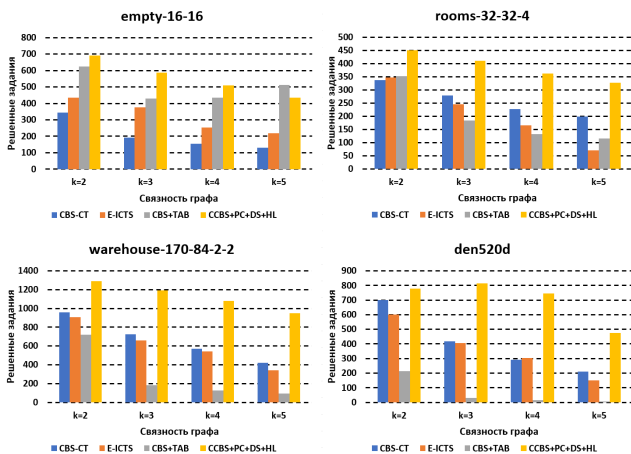 empty-16-16
Решенные задания
800
700
600
500
400
300
200
100
0
k=2 k=3 k=4 k=5
Связность графа
CBS-CT E-ICTS CBS+TAB CCBS+PC+DS+HL
rooms-32-32-4
Решенные задания
500
450
400
350
300
250
200
150
100
50
0
k=2 k=3 k=4 k=5
Связность графа
CBS-CT E-ICTS CBS+TAB CCBS+PC+DS+HL
warehouse-170-84-2-2
Решенные задания
1400
1200
1000
800
600
400
200
0
k=2 k=3 k=4 k=5
Связность графа
CBS-CT E-ICTS CBS+TAB CCBS+PC+DS+HL
den520d
Решенные задания
900
800
700
600
500
400
300
200
100
0
k=2 k=3 k=4 k=5
Связность графа
CBS-CT E-ICTS CBS+TAB CCBS+PC+DS+HL